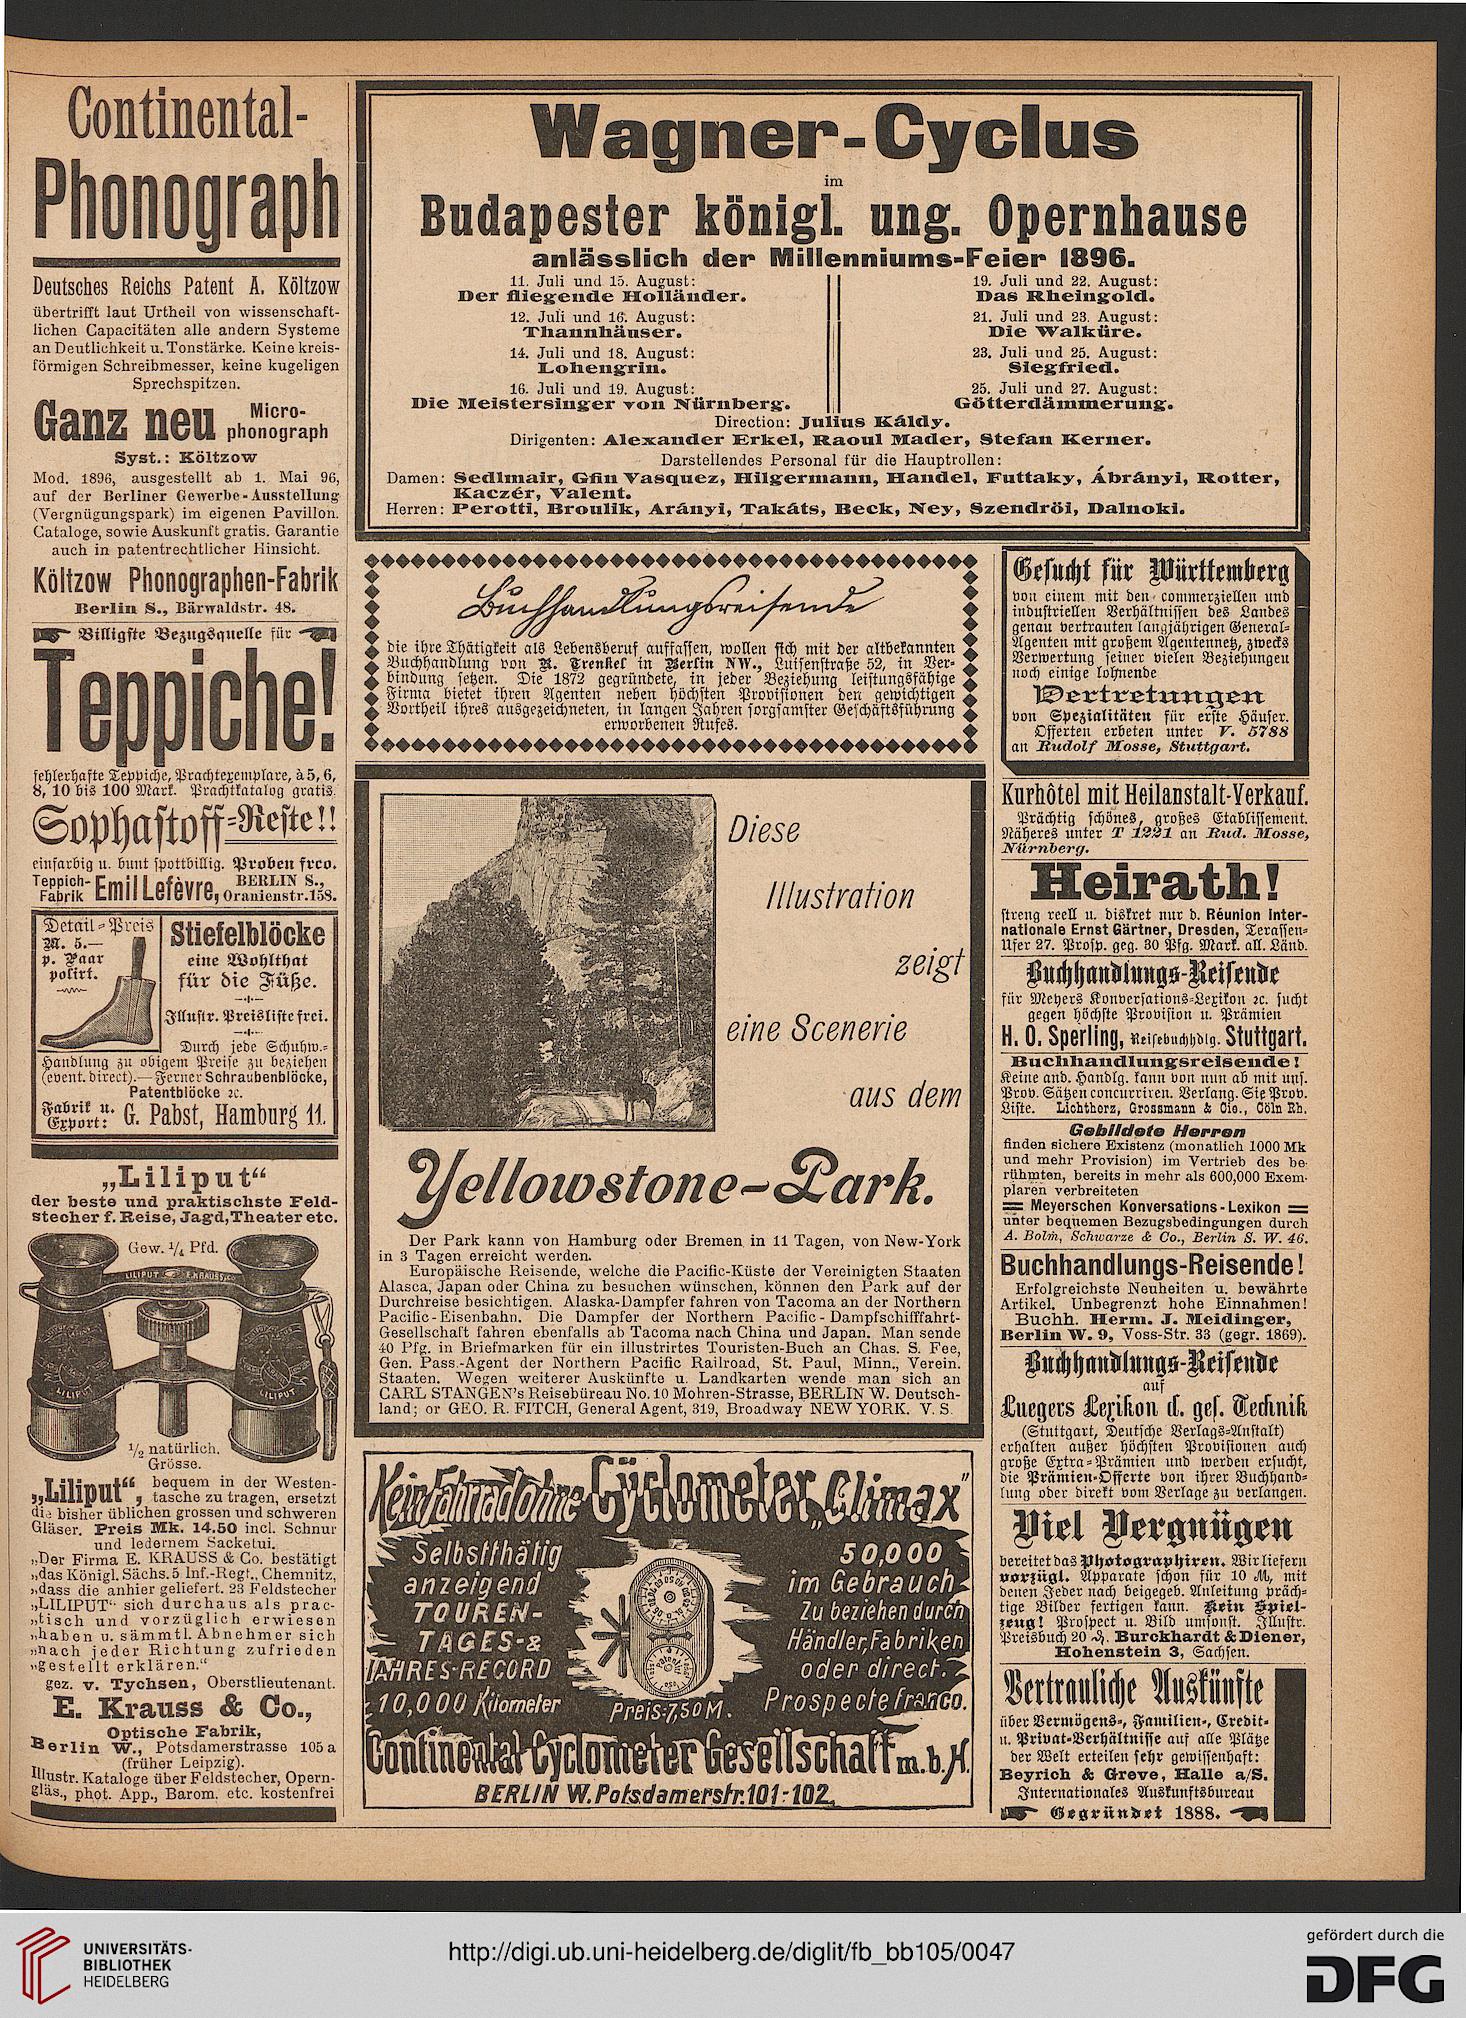 Continental-
Phonograph
Deutsches Reichs Patent A. Költzow
übertrifft laut Urtheil von wissenschaft-
lichen Capacitäten alle andern Systeme
an Deutlichkeit u. Tonstärke. Keine kreis-
förmigen Schreibmesser, keine kugeligen
Sprechspitzen.
Ganz neu Micro-
phonograph
Syst.: Költzow
Mod. 1896, ausgestellt ab 1. Mai 96,
auf der Berliner Gewerbe-Ausstellung
(Vergnügungspark) im eigenen Pavillon.
Cataloge, sowie Auskunft gratis. Garantie
auch in patentrechtlicher Hinsicht.
Költzow Phonographen-Fabrik
Berlin S., Bärwaldstr. 48.
Billigste Bezugsquelle für
Teppiche!
fehlerhafte Teppiche, Prachtexemplare, à 5, 6,
8, 10 bis 100 Mark. Prachtkatalog gratis.
Sophastoff-Reste!!
einfarbig u. bunt spottbillig. Proben frco.
Teppich-
Fabrik Emil Lefèvre, BERLIN S.,
Oranienstr. 158.
Detail-Preis
M. 5.—
p. Paar
polirt.
Stiefelblöcke
eine Wohlthat
für die Füße.
Illustr. Preisliste frei.
Durch jede Schuhw.-
Handlung zu obigem Preise zu beziehen
(event. direct).— Ferner Schraubenblöcke,
Patentblöcke ꝛc.
Fabrik u.
Export: G. Pabst, Hamburg 11.
„Liliput“
der beste und praktischste Feld-
stecher f. Reise, Jagd, Theater etc.
Gew. 1/4 Pfd.
LILIPUT E. KRAUSS & Co
LILIPUT
LILIPUT
1/2 natürlich.
Grösse.
„Liliput“, bequem in der Westen-
tasche zu tragen, ersetzt
die bisher üblichen grossen und schweren
Gläser. Preis Mk. 14.50 incl. Schnur
und ledernem Sacketui.
„Der Firma E. KRAUSS & Co. bestätigt
„das Königl. Sächs. 5 Inf.-Regt., Chemnitz,
„dass die anhier geliefert. 23 Feldstecher
„LILIPUT“ sich durchaus als prac-
„tisch und vorzüglich erwiesen
„haben u. sämmtl. Abnehmer sich
„nach jeder Richtung zufrieden
„gestellt erklären.“
gez. v. Tychsen, Oberstlieutenant.
E. Krauss & Co.,
Optische Fabrik,
Berlin W., Potsdamerstrasse 105 a
(früher Leipzig).
Illustr. Kataloge über Feldstecher, Opern-
gläs., phot. App., Barom. etc. kostenfrei
Wagner-Cyclus
im
Budapester königl. ung. Opernhause
anlässlich der Millenniums-Feier 1896.
11. Juli und 15. August:
Der fliegende Holländer.
12. Juli und 16. August:
Thannhäuser.
14. Juli und 18. August:
Lohengrin.
16. Juli und 19. August:
Die Meistersinger von Nürnberg.
19. Juli und 22. August:
Das Rheingold.
21. Juli und 23. August:
Die Walküre.
23. Juli und 25. August:
Siegfried.
25. Juli und 27. August:
Götterdämmerung.
Direction: Julius Káldy.
Dirigenten: Alexander Erkel, Raoul Mader, Stefan Kerner.
Darstellendes Personal für die Hauptrollen:
Damen: Sedlmair, Gfin Vasquez, Hilgermann, Handel, Futtaky, Ábrányi, Rotter,
Kaczér, Valent.
Herren: Perotti, Broulik, Arányi, Takáts, Beck, Ney, Szendröi, Dalnoki.
Buchhandlungsreisende
die ihre Thätigkeit als Lebensberuf auffassen, wollen sich mit der altbekannten
Buchhandlung von R. Trenkel in Berlin NW., Luisenstraße 52, in Ver-
bindung setzen. Die 1872 gegründete, in jeder Beziehung leistungsfähige
Firma bietet ihren Agenten neben höchsten Provisionen den gewichtigen
Vortheil ihres ausgezeichneten, in langen Jahren sorgsamster Geschäftsführung
erworbenen Rufes.
Diese
Illustration
zeigt
eine Scenerie
aus dem
Yellowstone-Park.
Der Park kann von Hamburg oder Bremen in 11 Tagen, von New-York
in 3 Tagen erreicht werden.
Europäische Reisende, welche die Pacific-Küste der Vereinigten Staaten
Alasca, Japan oder China zu besuchen wünschen, können den Park auf der
Durchreise besichtigen. Alaska-Dampfer fahren von Tacoma an der Northern
Pacific-Eisenbahn. Die Dampfer der Northern Pacific-Dampfschifffahrt-
Gesellschaft fahren ebenfalls ab Tacoma nach China und Japan. Man sende
40 Pfg. in Briefmarken für ein illustrirtes Touristen-Buch an Chas. S. Fee,
Gen. Pass.-Agent der Northern Pacific Railroad, St. Paul, Minn., Verein.
Staaten. Wegen weiterer Auskünfte u. Landkarten wende man sich an
CARL STANGEN's Reisebüreau No. 10 Mohren-Strasse, BERLIN W. Deutsch-
land; or GEO. R. FITCH, General Agent, 319, Broadway NEW YORK. V. S.
Kein Fahrrad ohne Cyclometer „Climax“
Selbstthätig
anzeigend
TOUREN-
TAGES-&
JAHRES-RECORD
10,000 Kilometer
Preis 7,50 M.
50,000
im Gebrauch
Zu beziehen durch
Händler, Fabriken
oder direct.
Prospecte franco.
Continental Cyclometer Gesellschaft m.b.H.
BERLIN W. Potsdamerstr. 101-102.
Gesucht für Württemberg
von einem mit den commerziellen und
industriellen Verhältnissen des Landes
genau vertrauten langjährigen General-
Agenten mit großem Agentennetz, zwecks
Verwertung seiner vielen Beziehungen
noch einige lohnende
Vertretungen
von Spezialitäten für erste Häuser.
Offerten erbeten unter V. 5788
an Rudolf Mosse, Stuttgart.
Kurhôtel mit Heilanstalt-Verkauf.
Prächtig schönes, großes Etablissement.
Näheres unter T 1221 an Rud. Mosse,
Nürnberg.
Heirath!
streng reell u. diskret nur d. Réunion Inter-
nationale Ernst Gärtner, Dresden, Terassen-
Ufer 27. Prosp. geg. 30 Pfg. Mark. all. Länd.
Buchhandlungs-Reisende
für Meyers Konversations-Lexikon ꝛc. sucht
gegen höchste Provision u. Prämien
H. O. Sperling, Reisebuchhdlg. Stuttgart.
Buchhandlungsreisende!
Keine and. Handlg. kann von nun ab mit uns.
Prov. Sätzen concurriren. Verlang. Sie Prov.
Liste. Lichtherz, Grossmann & Cie., Cöln Rh.
Gebildete Herren
finden sichere Existenz (monatlich 1000 Mk
und mehr Provision) im Vertrieb des be-
rühmten, bereits in mehr als 600,000 Exem-
plaren verbreiteten
Meyerschen Konversations-Lexikon
unter bequemen Bezugsbedingungen durch
A. Bolm, Schwarze & Co., Berlin S. W. 46.
Buchhandlungs-Reisende!
Erfolgreichste Neuheiten u. bewährte
Artikel. Unbegrenzt hohe Einnahmen!
Buchh. Herm. J. Meidinger,
Berlin W. 9, Voss-Str. 33 (gegr. 1869).
Buchhandlungs-Reisende
auf
Luegers Lexikon d. ges. Technik
(Stuttgart, Deutsche Verlags-Anstalt)
erhalten außer höchsten Provisionen auch
große Extra-Prämien und werden ersucht,
die Prämien-Offerte von ihrer Buchhand-
lung oder direkt vom Verlage zu verlangen.
Viel Vergnügen
bereitet das Photographiren. Wir liefern
vorzügl. Apparate schon für 10 M, mit
denen Jeder nach beigegeb. Anleitung präch-
tige Bilder fertigen kann. Kein Spiel-
zeug! Prospect u. Bild umsonst. Illustr.
Preisbuch 20 ₰. Burckhardt & Diener,
Hohenstein 3, Sachsen.
Vertrauliche Auskünfte
über Vermögens-, Familien-, Credit-
u. Privat-Verhältnisse auf alle Plätze
der Welt erteilen sehr gewissenhaft:
Beyrich & Greve, Halle a/S.
Internationales Auskunftsbureau
Gegründet 1888.
UNIVERSITÄTS-
BIBLIOTHEK
HEIDELBERG
http://digi.ub.uni-heidelberg.de/diglit/fb_bb105/0047
gefördert durch die
DFG